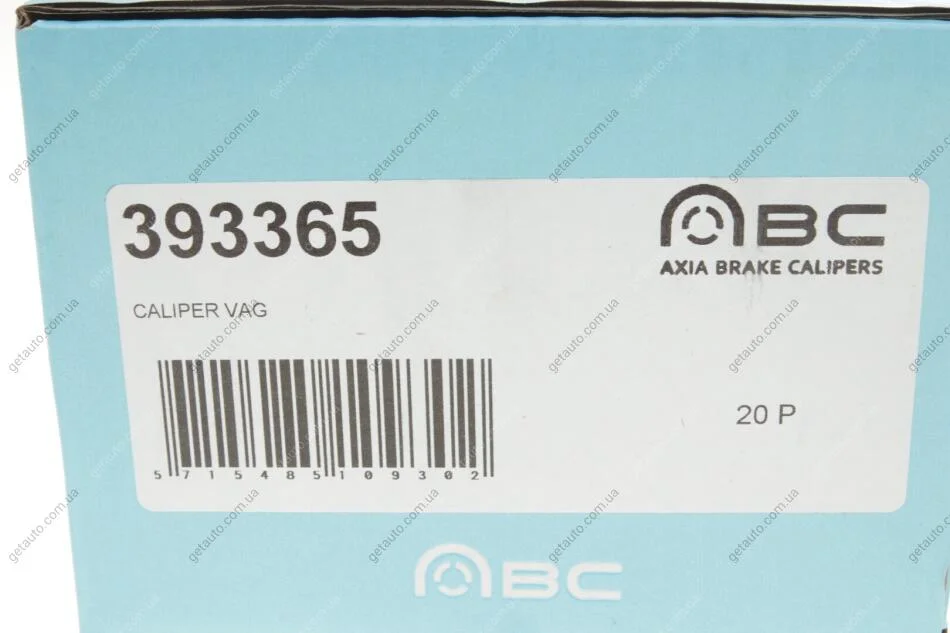 393365
ABC
AXIA BRAKE CALIPERS
CALIPER VAG
20 P
5 715485 109302
ABC
getauto.com.ua